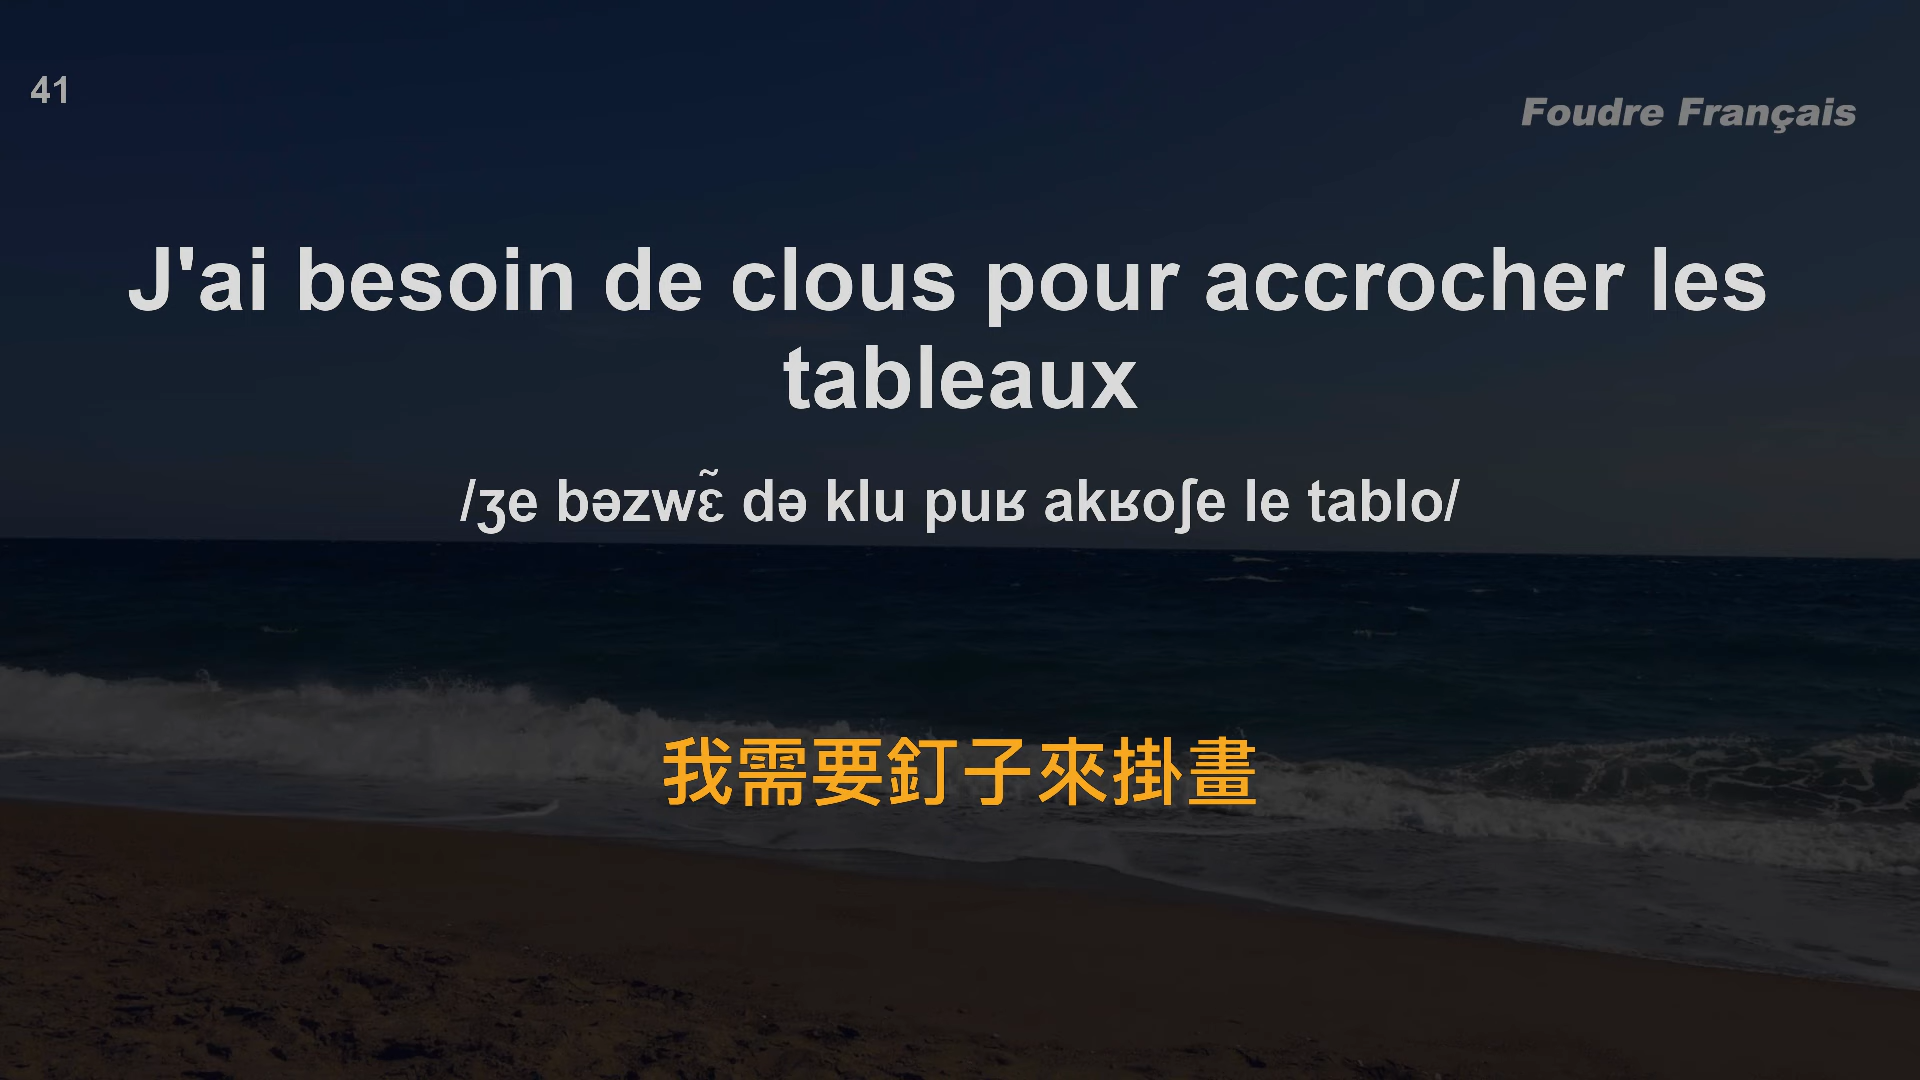 41
Foudre Français
J'ai besoin de clous pour accrocher les
tableaux
/ʒe bəzwɛ̃ də klu puʁ akʁoʃe le tablo/
我需要釘子來掛畫